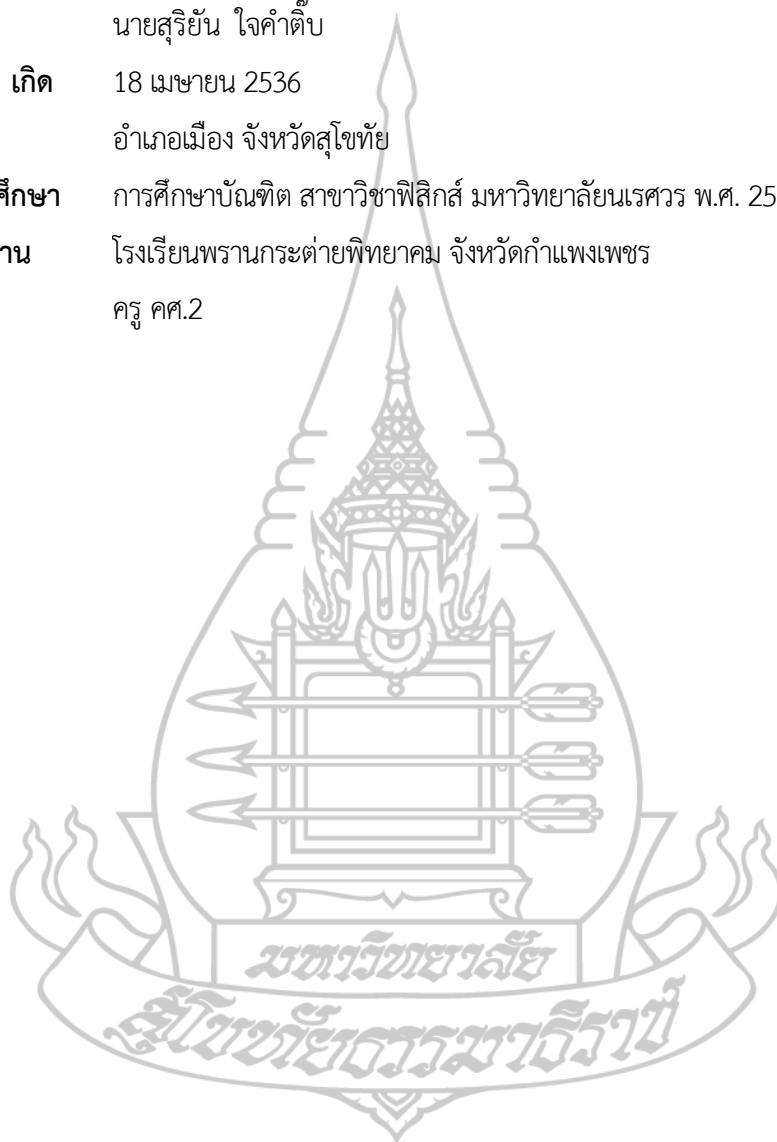 นายสุริยัน ใจคำติ๊บ
เกิด 18 เมษายน 2536
อำเภอเมือง จังหวัดสุโขทัย
ศึกษา การศึกษาบัณฑิต สาขาวิชาฟิสิกส์ มหาวิทยาลัยนเรศวร พ.ศ. 25
าน โรงเรียนพรานกระต่ายพิทยาคม จังหวัดกำแพงเพชร
ครู คศ.2
มหาวิทยาลัย
สุโขทัยธรรมาธิราช